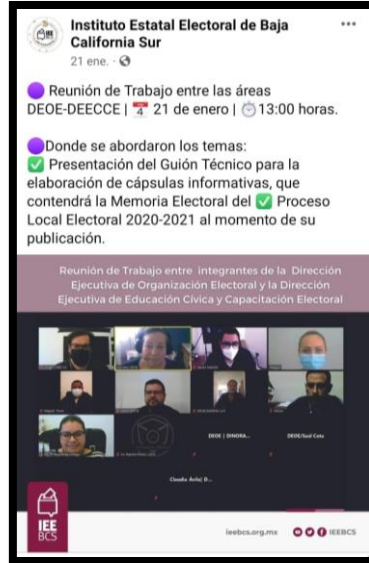 Instituto Estatal Electoral de Baja
California Sur
21 ene.
Reunión de Trabajo entre las áreas
DEOE-DEECCE | 21 de enero | 13:00 horas.
Donde se abordaron los temas:
Presentación del Guión Técnico para la
elaboración de cápsulas informativas, que
contendrá la Memoria Electoral del Proceso
Local Electoral 2020-2021 al momento de su
publicación.
Reunión de Trabajo entre integrantes de la Dirección
Ejecutiva de Organización Electoral y la Dirección
Ejecutiva de Educación Cívica y Capacitación Electoral
DEOE | DINORA...
DEOE/Saul Cota
Claudia Avila| D...
IEE
BCS
ieebcs.org.mx IEEBCS